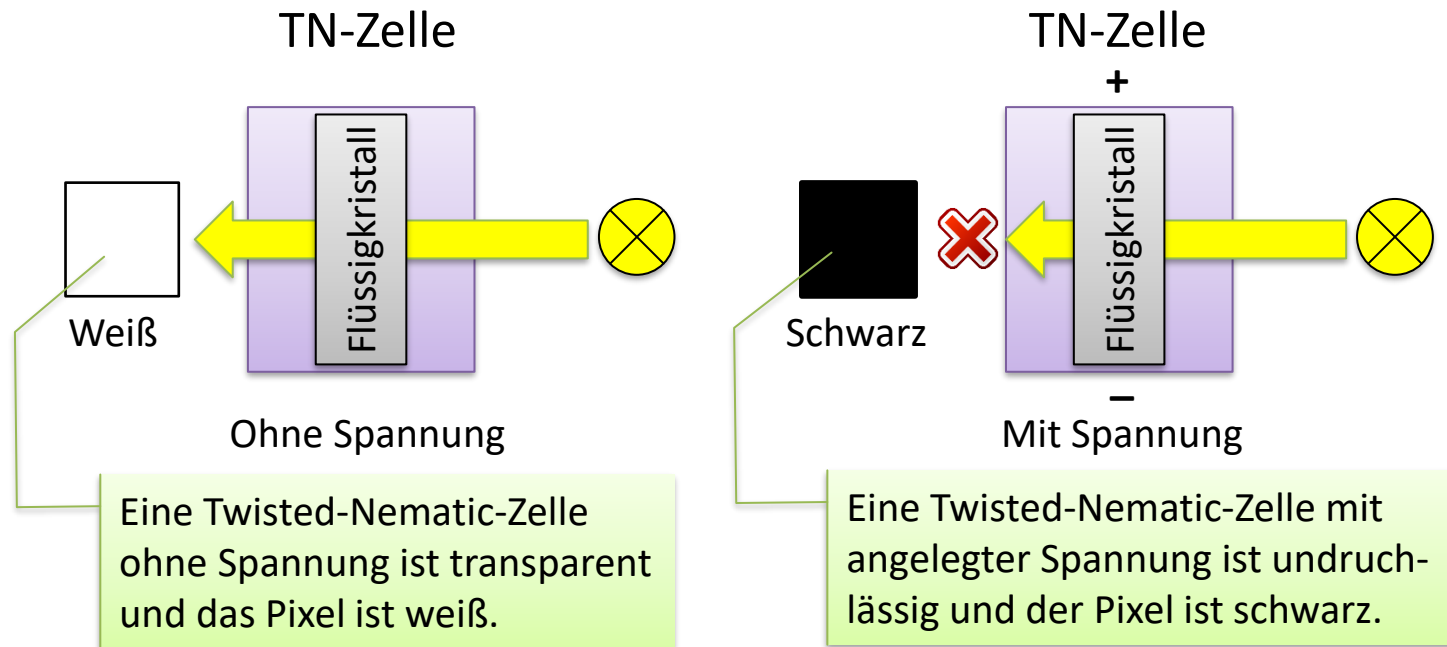 TN-Zelle
Flüssigkristall
Weiß
Ohne Spannung
Eine Twisted-Nematic-Zelle
ohne Spannung ist transparent
und das Pixel ist weiß.
TN-Zelle
+
Flüssigkristall
Schwarz
–
Mit Spannung
Eine Twisted-Nematic-Zelle mit
angelegter Spannung ist undruch-
lässig und der Pixel ist schwarz.